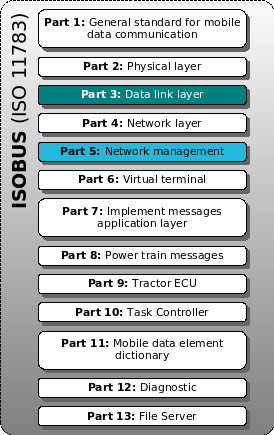 ISOBUS (ISO 11783)
Part 1: General standard for mobile
data communication
Part 2: Physical layer
Part 3: Data link layer
Part 4: Network layer
Part 5: Network management
Part 6: Virtual terminal
Part 7: Implement messages
application layer
Part 8: Power train messages
Part 9: Tractor ECU
Part 10: Task Controller
Part 11: Mobile data element
dictionary
Part 12: Diagnostic
Part 13: File Server